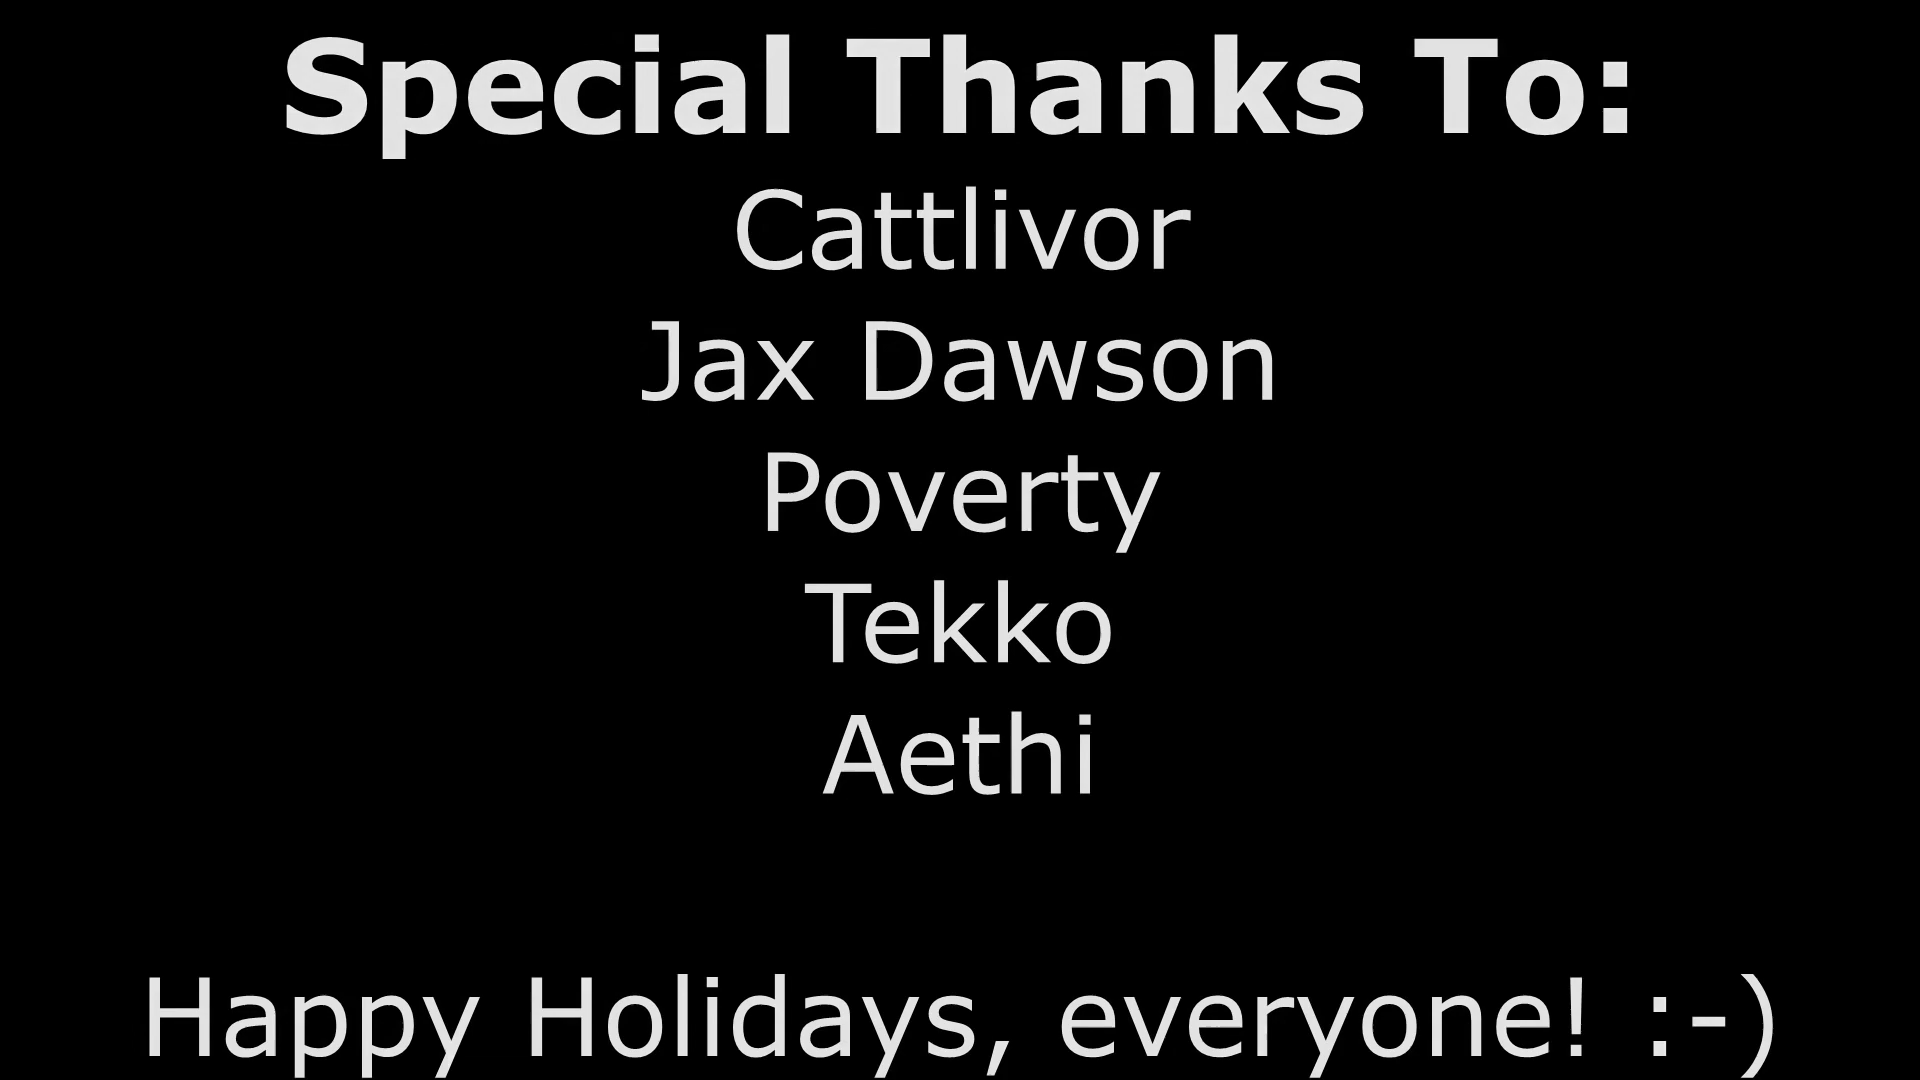 Special Thanks To:
Cattlivor
Jax Dawson
Poverty
Tekko
Aethi
Happy Holidays, everyone! :-)